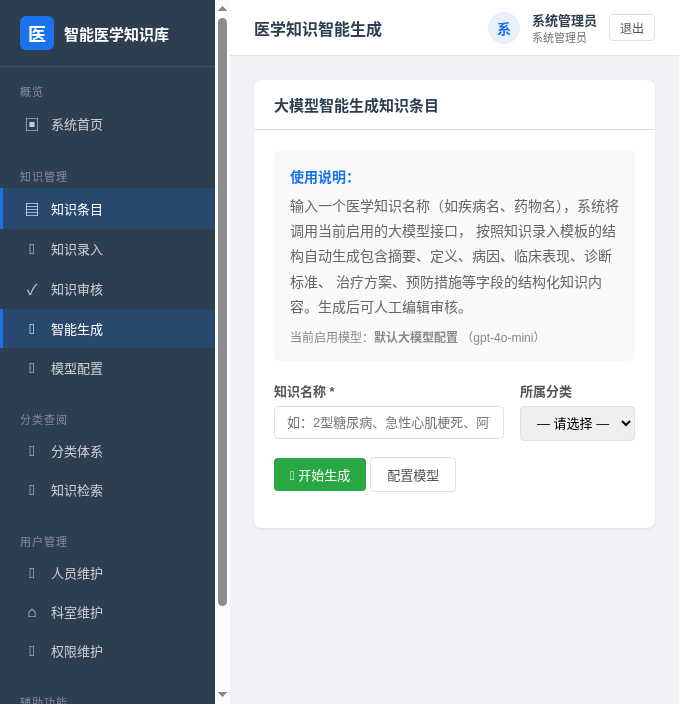 医 智能医学知识库
概览
系统首页
知识管理
知识条目
知识录入
✓ 知识审核
智能生成
模型配置
分类查阅
分类体系
知识检索
用户管理
人员维护
⌂ 科室维护
权限维护
辅助功能
医学知识智能生成
系 系统管理员
系统管理员
退出
大模型智能生成知识条目
使用说明：
输入一个医学知识名称（如疾病名、药物名），系统将
调用当前启用的大模型接口， 按照知识录入模板的结
构自动生成包含摘要、定义、病因、临床表现、诊断
标准、 治疗方案、预防措施等字段的结构化知识内
容。生成后可人工编辑审核。
当前启用模型：默认大模型配置 （gpt-4o-mini）
知识名称 * 所属分类
如：2型糖尿病、急性心肌梗死、阿 — 请选择 —
开始生成 配置模型